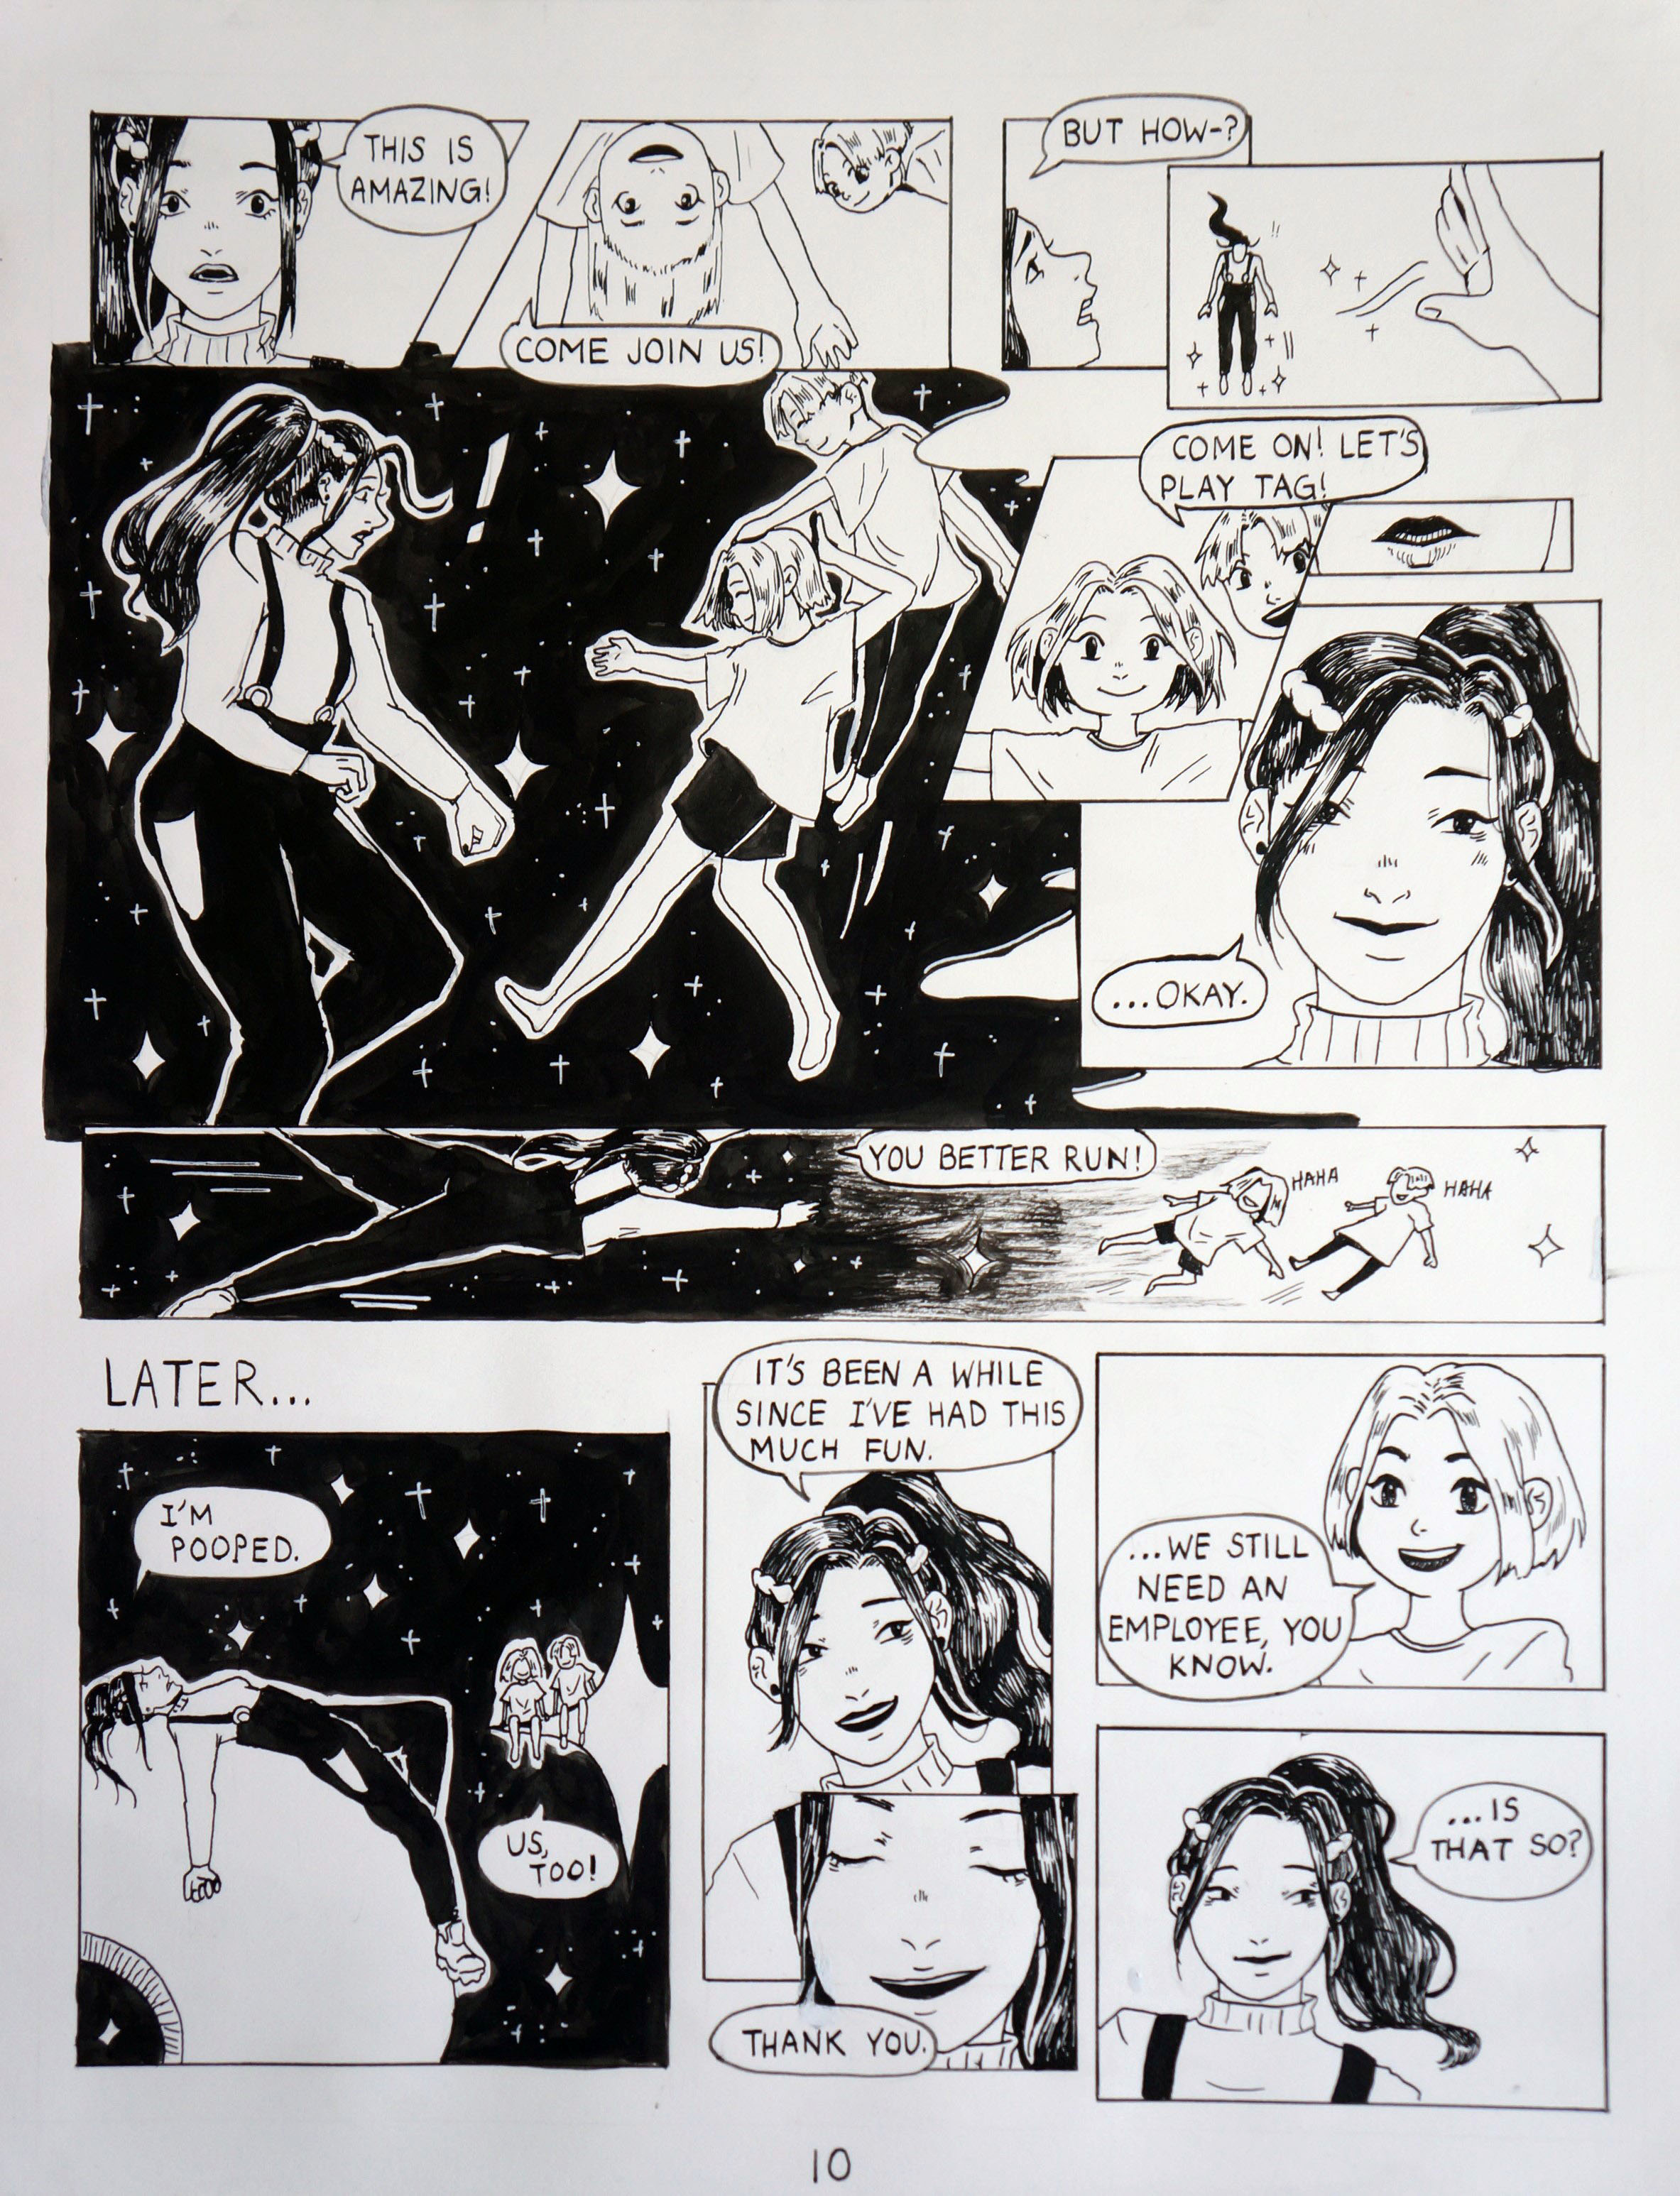 THIS IS
AMAZING!
COME JOIN US!
BUT HOW-?
COME ON! LET'S
PLAY TAG!
...OKAY.
YOU BETTER RUN!
HAHA
HAHA
LATER...
I'M
POOPED.
US,
TOO!
IT'S BEEN A WHILE
SINCE I'VE HAD THIS
MUCH FUN.
THANK YOU.
...WE STILL
NEED AN
EMPLOYEE, YOU
KNOW.
...IS
THAT SO?
10